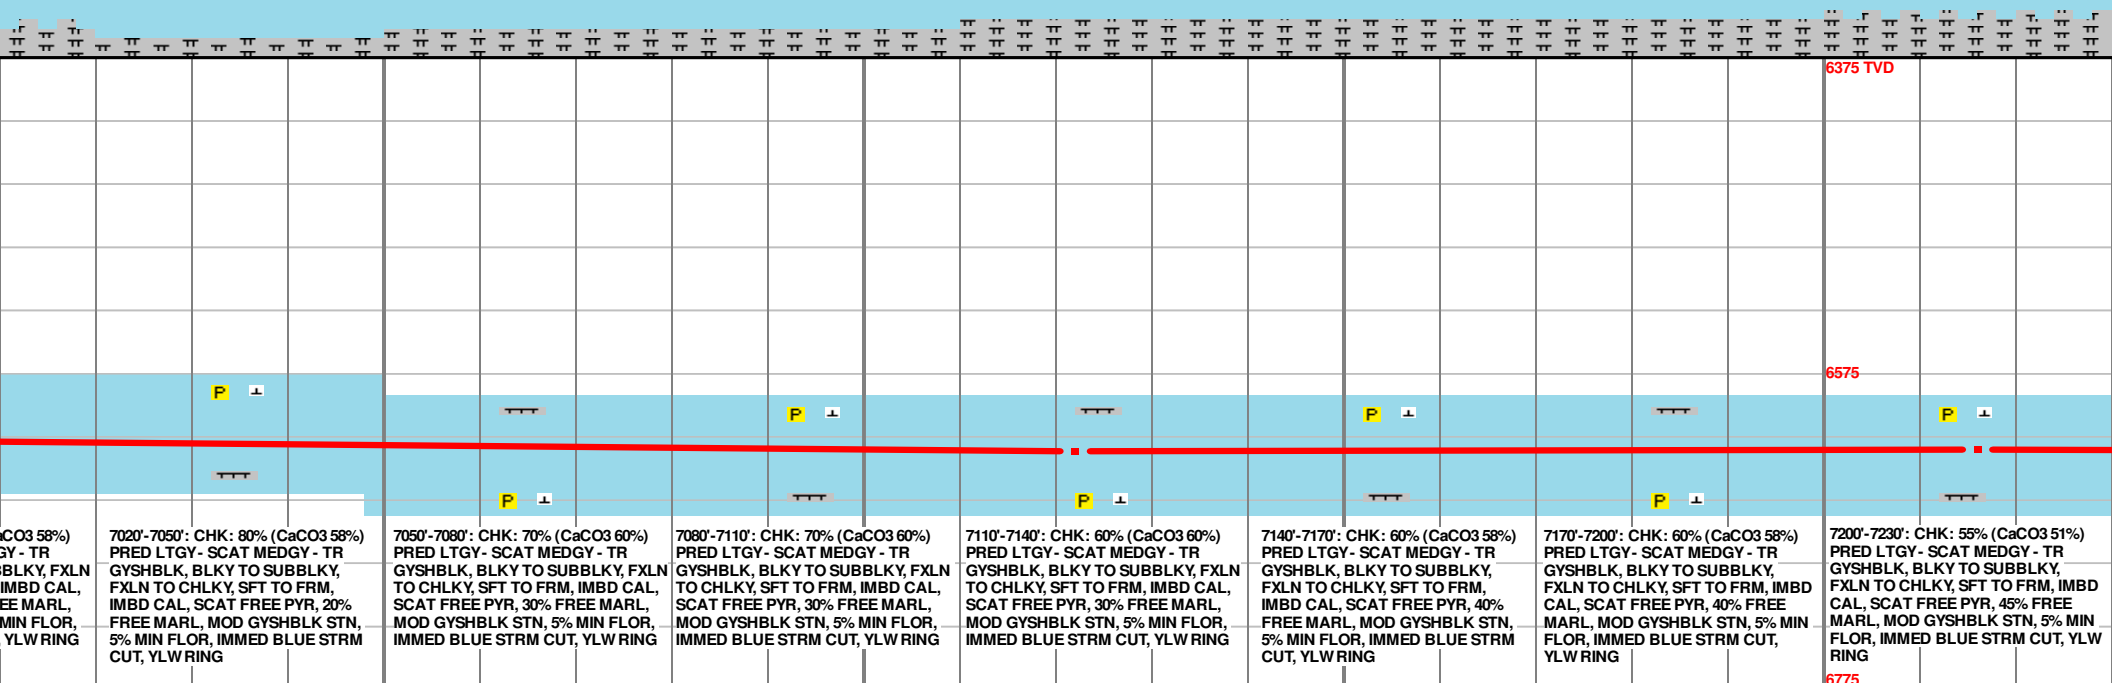 6375 TVD
6575
P
P
P
P
P
P
P
aCO3 58%)
GY - TR
BBLKY, FXLN
IMBD CAL,
EE MARL,
MIN FLOR,
, YLW RING
7020'-7050': CHK: 80% (CaCO3 58%)
PRED LTGY- SCAT MEDGY - TR
GYSHBLK, BLKY TO SUBBLKY,
FXLN TO CHLKY, SFT TO FRM,
IMBD CAL, SCAT FREE PYR, 20%
FREE MARL, MOD GYSHBLK STN,
5% MIN FLOR, IMMED BLUE STRM
CUT, YLW RING
7050'-7080': CHK: 70% (CaCO3 60%)
PRED LTGY- SCAT MEDGY - TR
GYSHBLK, BLKY TO SUBBLKY, FXLN
TO CHLKY, SFT TO FRM, IMBD CAL,
SCAT FREE PYR, 30% FREE MARL,
MOD GYSHBLK STN, 5% MIN FLOR,
IMMED BLUE STRM CUT, YLW RING
7080'-7110': CHK: 70% (CaCO3 60%)
PRED LTGY- SCAT MEDGY - TR
GYSHBLK, BLKY TO SUBBLKY, FXLN
TO CHLKY, SFT TO FRM, IMBD CAL,
SCAT FREE PYR, 30% FREE MARL,
MOD GYSHBLK STN, 5% MIN FLOR,
IMMED BLUE STRM CUT, YLW RING
7110'-7140': CHK: 60% (CaCO3 60%)
PRED LTGY- SCAT MEDGY - TR
GYSHBLK, BLKY TO SUBBLKY, FXLN
TO CHLKY, SFT TO FRM, IMBD CAL,
SCAT FREE PYR, 30% FREE MARL,
MOD GYSHBLK STN, 5% MIN FLOR,
IMMED BLUE STRM CUT, YLW RING
7140'-7170': CHK: 60% (CaCO3 58%)
PRED LTGY- SCAT MEDGY - TR
GYSHBLK, BLKY TO SUBBLKY,
FXLN TO CHLKY, SFT TO FRM,
IMBD CAL, SCAT FREE PYR, 40%
FREE MARL, MOD GYSHBLK STN,
5% MIN FLOR, IMMED BLUE STRM
CUT, YLW RING
7170'-7200': CHK: 60% (CaCO3 58%)
PRED LTGY- SCAT MEDGY - TR
GYSHBLK, BLKY TO SUBBLKY,
FXLN TO CHLKY, SFT TO FRM, IMBD
CAL, SCAT FREE PYR, 40% FREE
MARL, MOD GYSHBLK STN, 5% MIN
FLOR, IMMED BLUE STRM CUT,
YLW RING
7200'-7230': CHK: 55% (CaCO3 51%)
PRED LTGY- SCAT MEDGY - TR
GYSHBLK, BLKY TO SUBBLKY,
FXLN TO CHLKY, SFT TO FRM, IMBD
CAL, SCAT FREE PYR, 45% FREE
MARL, MOD GYSHBLK STN, 5% MIN
FLOR, IMMED BLUE STRM CUT, YLW
RING
6775